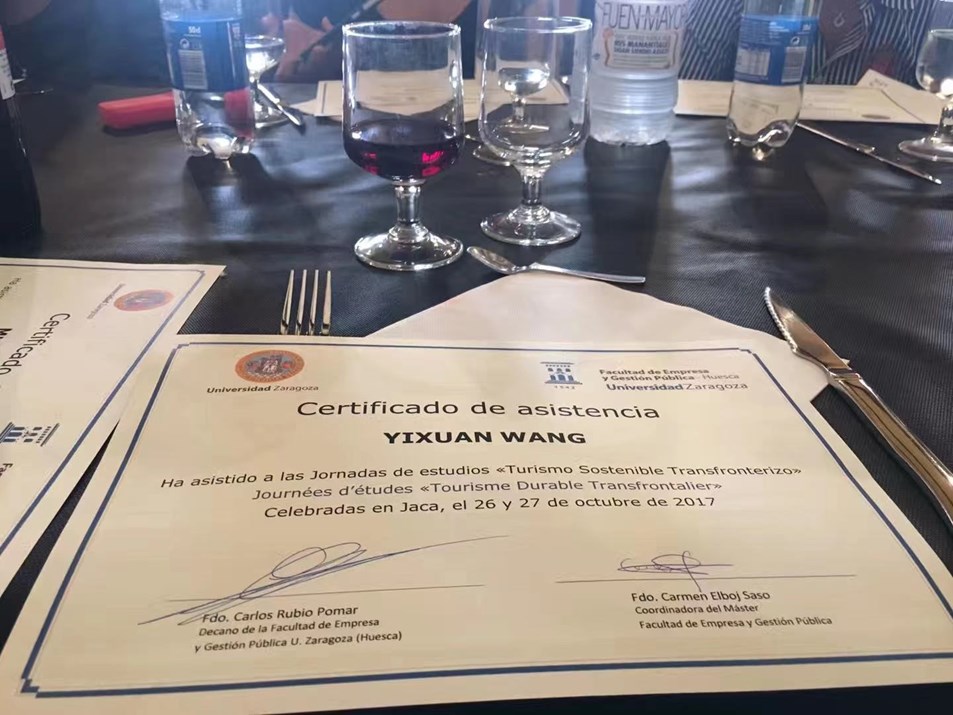 FUEN-MAYOR
Universidad Zaragoza
Certificado
Universidad Zaragoza
Facultad de Empresa
y Gestión Pública - Huesca
Universidad Zaragoza
1542
Certificado de asistencia
YIXUAN WANG
Ha asistido a las Jornadas de estudios «Turismo Sostenible Transfronterizo»
Journées d'études «Tourisme Durable Transfrontalier»
Celebradas en Jaca, el 26 y 27 de octubre de 2017
Fdo. Carlos Rubio Pomar
Decano de la Facultad de Empresa
y Gestión Pública U. Zaragoza (Huesca)
Fdo. Carmen Elboj Saso
Coordinadora del Máster
Facultad de Empresa y Gestión Pública